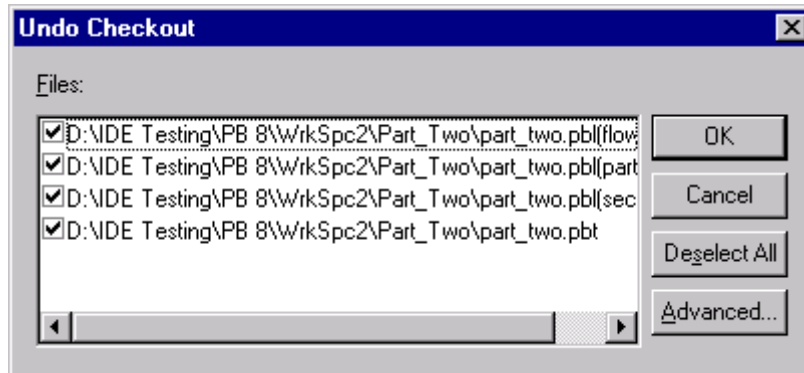 Undo Checkout
Files:
D:\IDE Testing\PB 8\WrkSpc2\Part_Two\part_two.pbl(flow
D:\IDE Testing\PB 8\WrkSpc2\Part_Two\part_two.pbl(part
D:\IDE Testing\PB 8\WrkSpc2\Part_Two\part_two.pbl(sec
D:\IDE Testing\PB 8\WrkSpc2\Part_Two\part_two.pbt
OK
Cancel
Deselect All
Advanced...